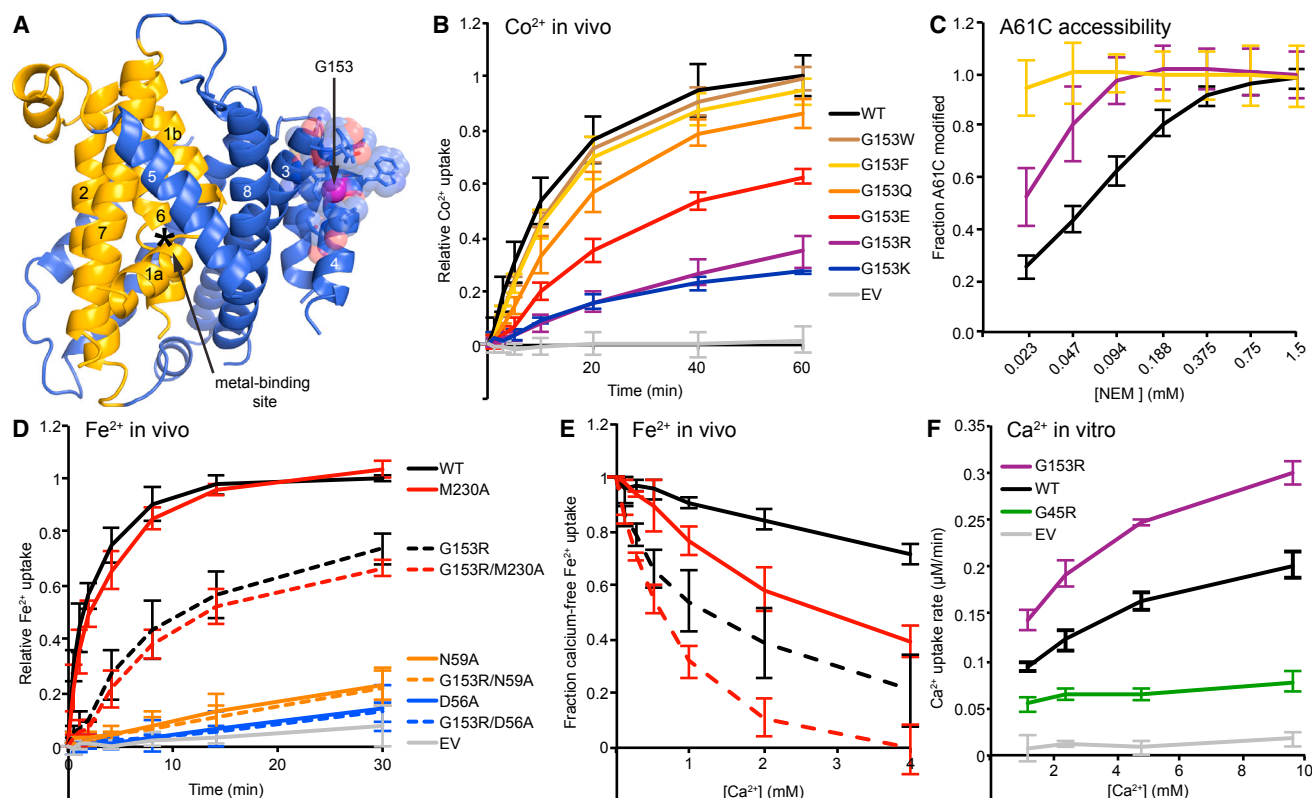 A
G153
1b
2
5
3
8
6
7
*
1a
4
metal-binding
site
B
Co²⁺ in vivo
Relative Co²⁺ uptake
1.2
1
0.8
0.6
0.4
0.2
0
20
40
60
Time (min)
WT
G153W
G153F
G153Q
G153E
G153R
G153K
EV
C
A61C accessibility
Fraction A61C modified
1.2
1.0
0.8
0.6
0.4
0.2
0.0
0.023
0.047
0.094
0.188
0.375
0.75
1.5
[NEM ] (mM)
D
Fe²⁺ in vivo
Relative Fe²⁺ uptake
1.2
1
0.8
0.6
0.4
0.2
0
0
10
20
30
Time (min)
WT
M230A
G153R
G153R/M230A
N59A
G153R/N59A
D56A
G153R/D56A
EV
E
Fe²⁺ in vivo
Fraction calcium-free Fe²⁺ uptake
1.2
1
0.8
0.6
0.4
0.2
0
1
2
3
4
[Ca²⁺] (mM)
F
Ca²⁺ in vitro
Ca²⁺ uptake rate (µM/min)
0.35
0.3
0.25
0.2
0.15
0.1
0.05
0
G153R
WT
G45R
EV
2
4
6
8
10
[Ca²⁺] (mM)